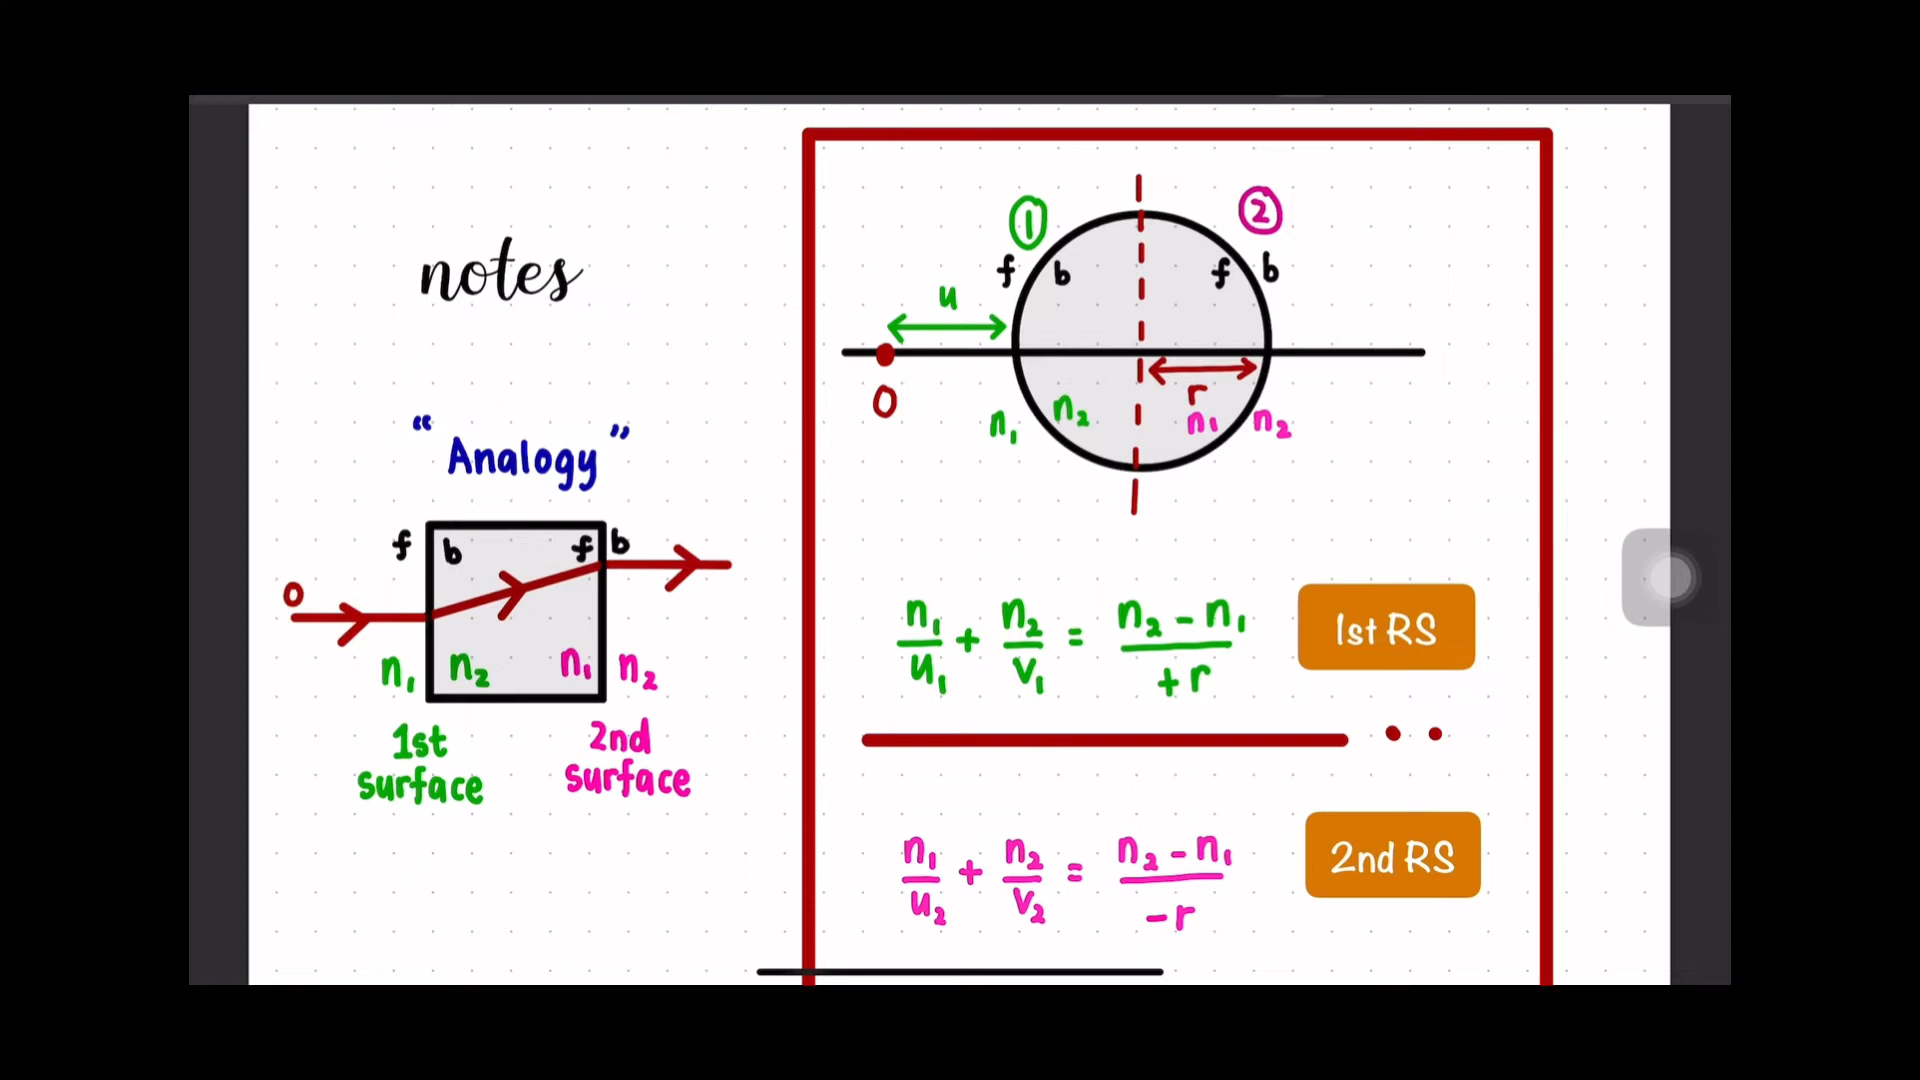 notes
“Analogy”
f b f b
O
n₁ n₂ n₁ n₂
1st surface
2nd surface
① ②
f b f b
u
O
r
n₁ n₂ n₁ n₂
n₁/u₁ + n₂/v₁ = n₂ - n₁/+r
1st RS
n₁/u₂ + n₂/v₂ = n₂ - n₁/-r
2nd RS